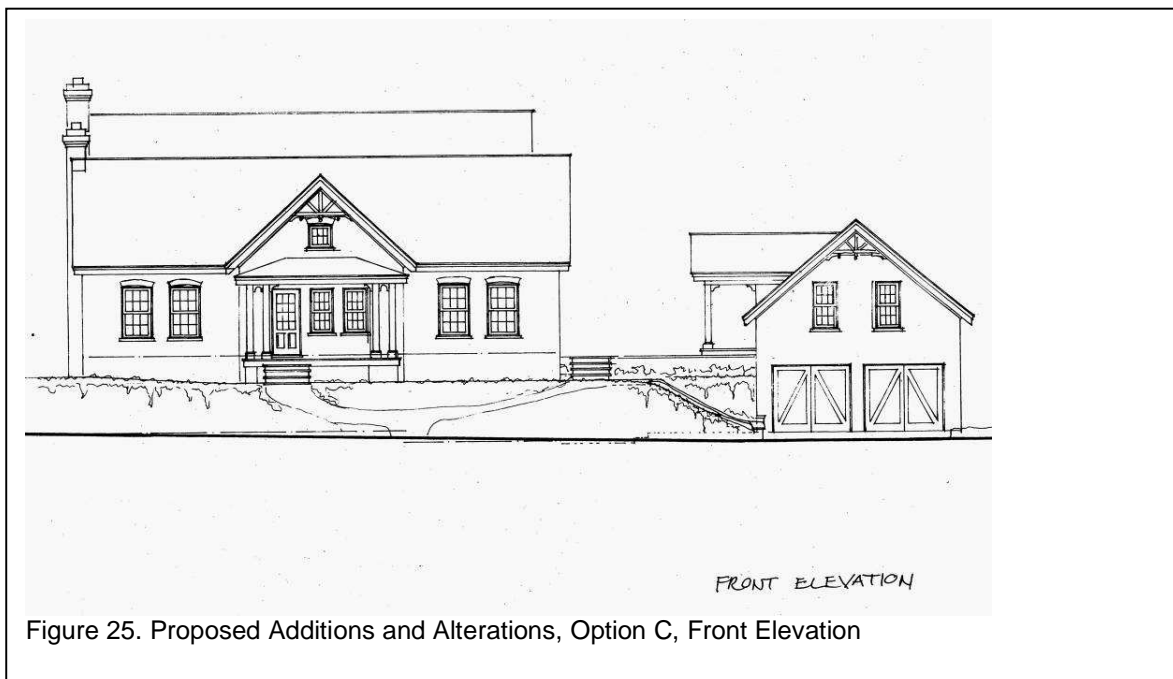 FRONT ELEVATION
Figure 25. Proposed Additions and Alterations, Option C, Front Elevation